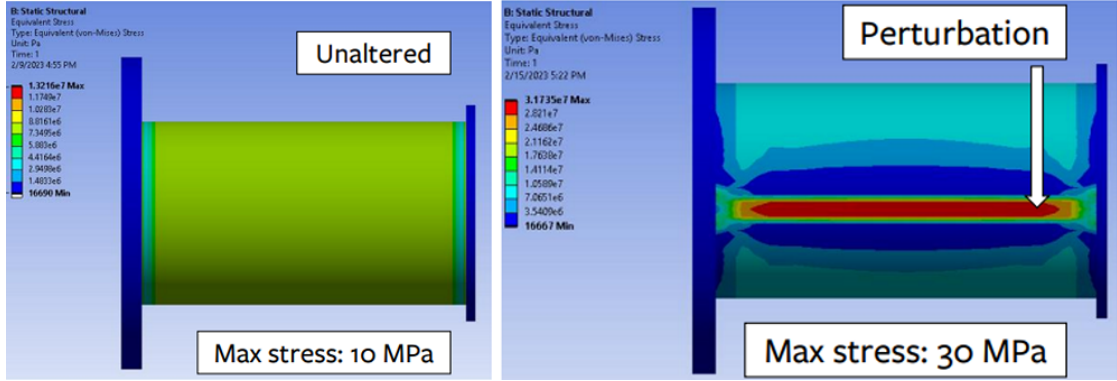 B: Static Structural
Equivalent Stress
Type: Equivalent (von-Mises) Stress
Unit: Pa
Time: 1
2/9/2023 4:55 PM
1.3216e7 Max
1.1749e7
1.0283e7
8.8161e6
7.3495e6
5.883e6
4.4164e6
2.9498e6
1.4833e6
16690 Min
Unaltered
Max stress: 10 MPa
B: Static Structural
Equivalent Stress
Type: Equivalent (von-Mises) Stress
Unit: Pa
Time: 1
2/15/2023 5:22 PM
3.1735e7 Max
2.821e7
2.4686e7
2.1162e7
1.7638e7
1.4114e7
1.0589e7
7.0651e6
3.5409e6
16667 Min
Perturbation
Max stress: 30 MPa